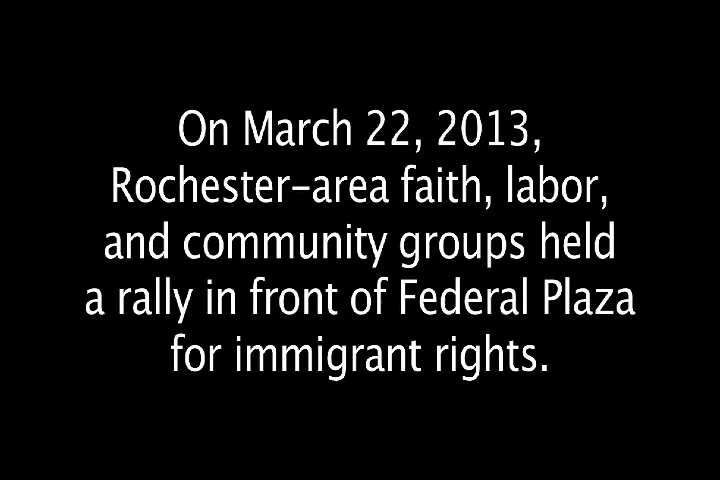 On March 22, 2013,
Rochester-area faith, labor,
and community groups held
a rally in front of Federal Plaza
for immigrant rights.